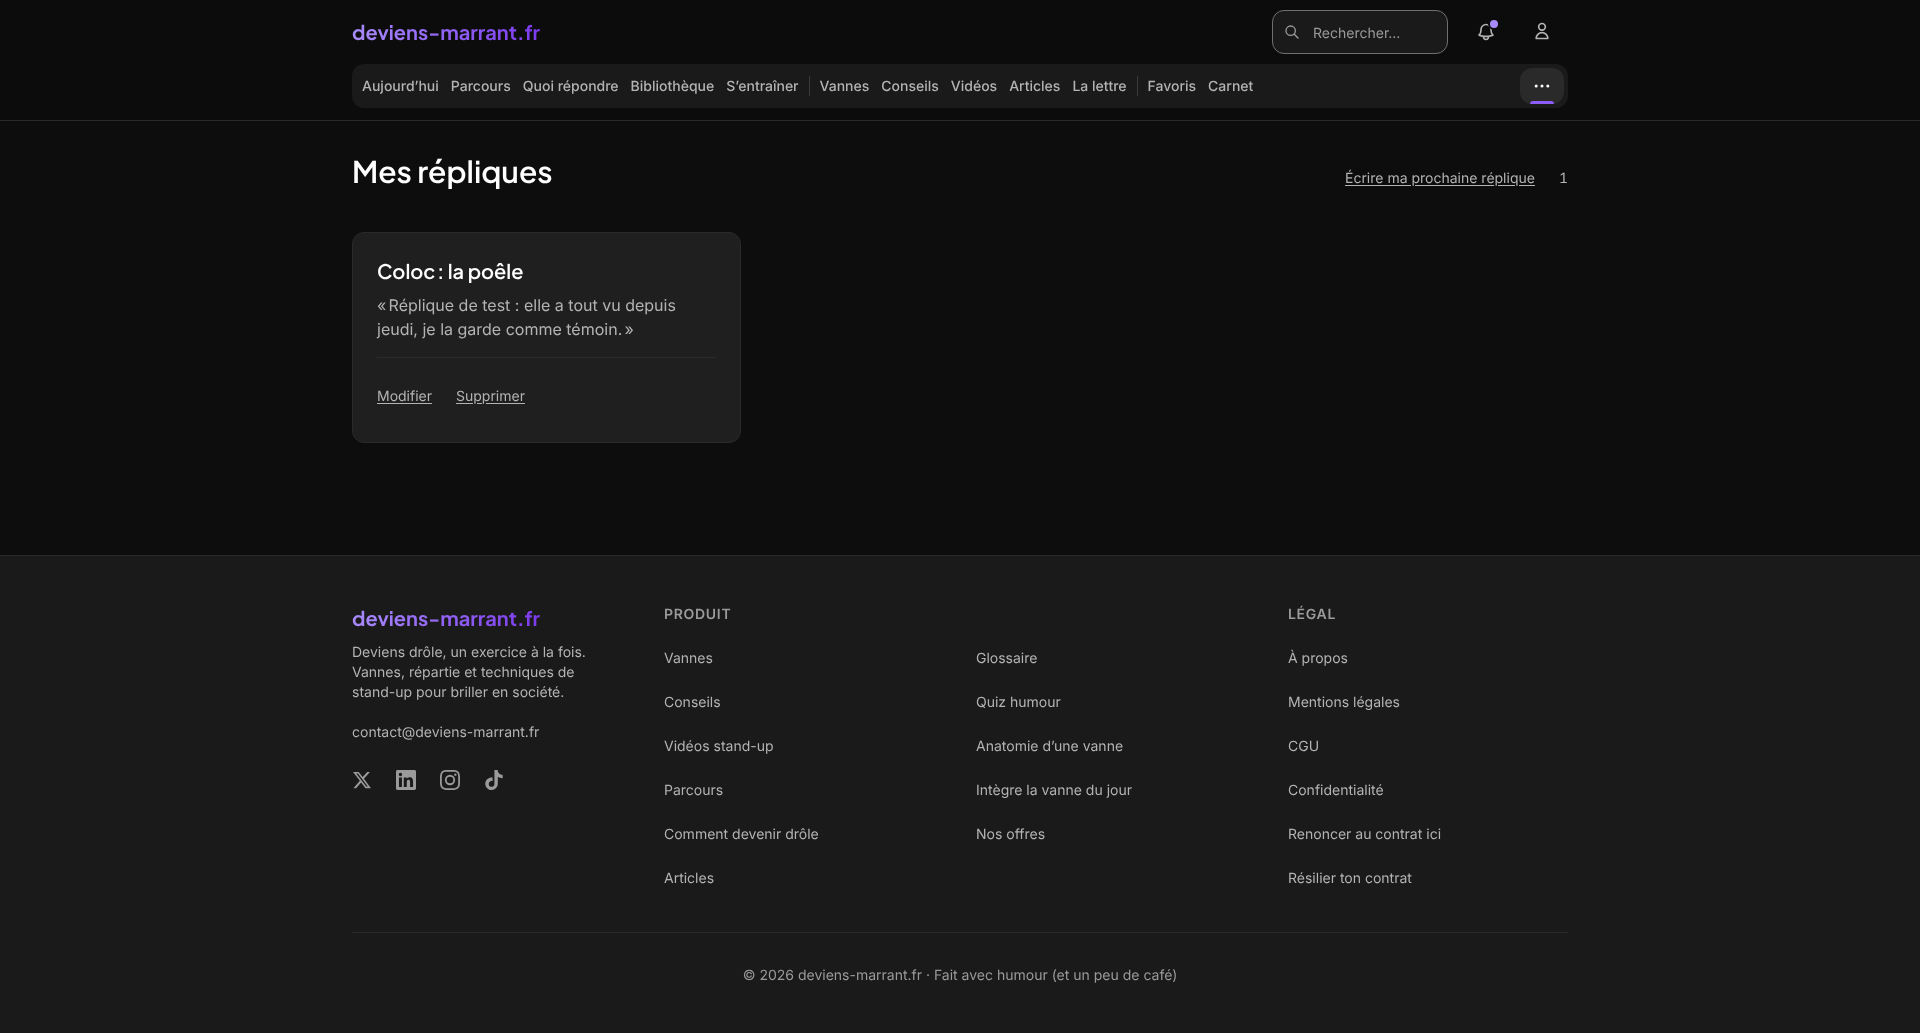 deviens-marrant.fr
Rechercher...
Aujourd’hui Parcours Quoi répondre Bibliothèque S’entraîner Vannes Conseils Vidéos Articles La lettre Favoris Carnet
Mes répliques
Écrire ma prochaine réplique 1
Coloc : la poêle
« Réplique de test : elle a tout vu depuis
jeudi, je la garde comme témoin. »
Modifier Supprimer
deviens-marrant.fr
Deviens drôle, un exercice à la fois.
Vannes, répartie et techniques de
stand-up pour briller en société.
contact@deviens-marrant.fr
PRODUIT
Vannes
Conseils
Vidéos stand-up
Parcours
Comment devenir drôle
Articles
Glossaire
Quiz humour
Anatomie d’une vanne
Intègre la vanne du jour
Nos offres
LÉGAL
À propos
Mentions légales
CGU
Confidentialité
Renoncer au contrat ici
Résilier ton contrat
© 2026 deviens-marrant.fr · Fait avec humour (et un peu de café)